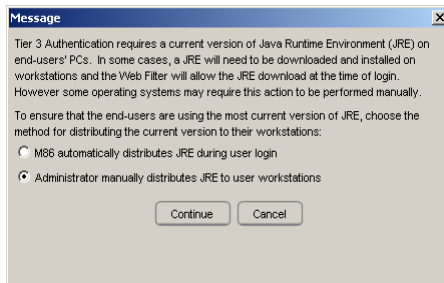 Message
Tier 3 Authentication requires a current version of Java Runtime Environment (JRE) on
end-users' PCs. In some cases, a JRE will need to be downloaded and installed on
workstations and the Web Filter will allow the JRE download at the time of login.
However some operating systems may require this action to be performed manually.
To ensure that the end-users are using the most current version of JRE, choose the
method for distributing the current version to their workstations:
M86 automatically distributes JRE during user login
Administrator manually distributes JRE to user workstations
Continue Cancel